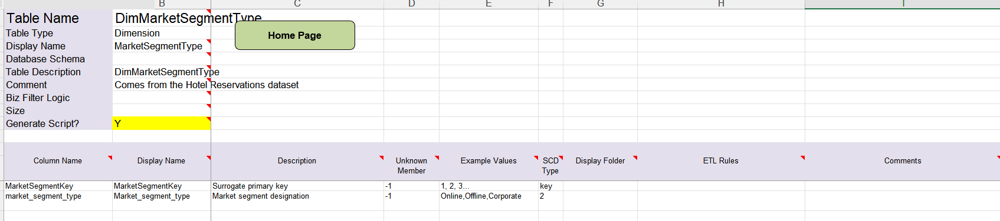 B C D E F G H I
Table Name DimMarketSegmentType
Home Page
Table Type Dimension
Display Name MarketSegmentType
Database Schema
Table Description DimMarketSegmentType
Comment Comes from the Hotel Reservations dataset
Biz Filter Logic
Size
Generate Script? Y
Column Name Display Name Description Unknown Member Example Values SCD Type Display Folder ETL Rules Comments
MarketSegmentKey MarketSegmentKey Surrogate primary key -1 1, 2, 3... key
market_segment_type Market_segment_type Market segment designation -1 Online,Offline,Corporate 2